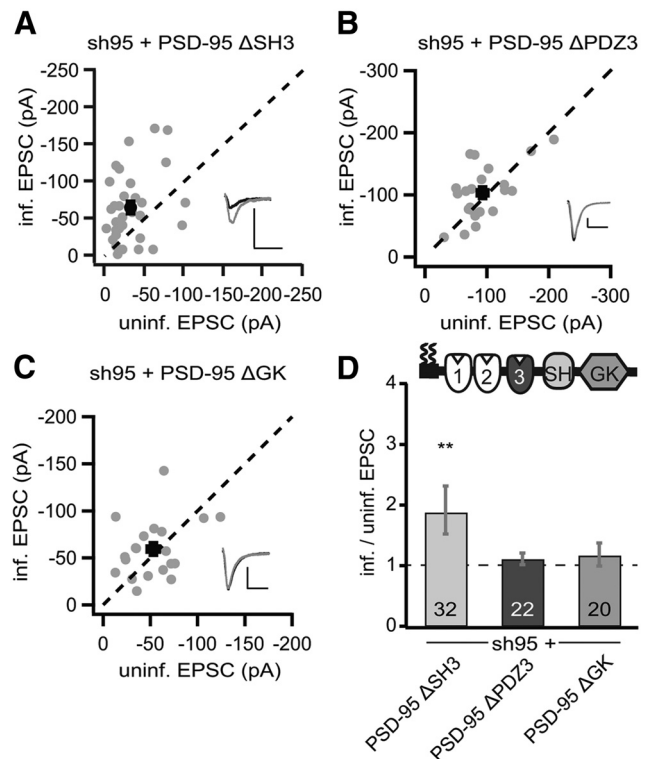 A
sh95 + PSD-95 ΔSH3
-250
-200
-150
-100
-50
0
inf. EPSC (pA)
0 -50 -100 -150 -200 -250
uninf. EPSC (pA)
B
sh95 + PSD-95 ΔPDZ3
-300
-200
-100
0
inf. EPSC (pA)
0 -100 -200 -300
uninf. EPSC (pA)
C
sh95 + PSD-95 ΔGK
-200
-150
-100
-50
0
inf. EPSC (pA)
0 -50 -100 -150 -200
uninf. EPSC (pA)
D
1 2 3 SH GK
4
3
2
1
0
inf. / uninf. EPSC
**
32 22 20
sh95 +
PSD-95 ΔSH3
PSD-95 ΔPDZ3
PSD-95 ΔGK